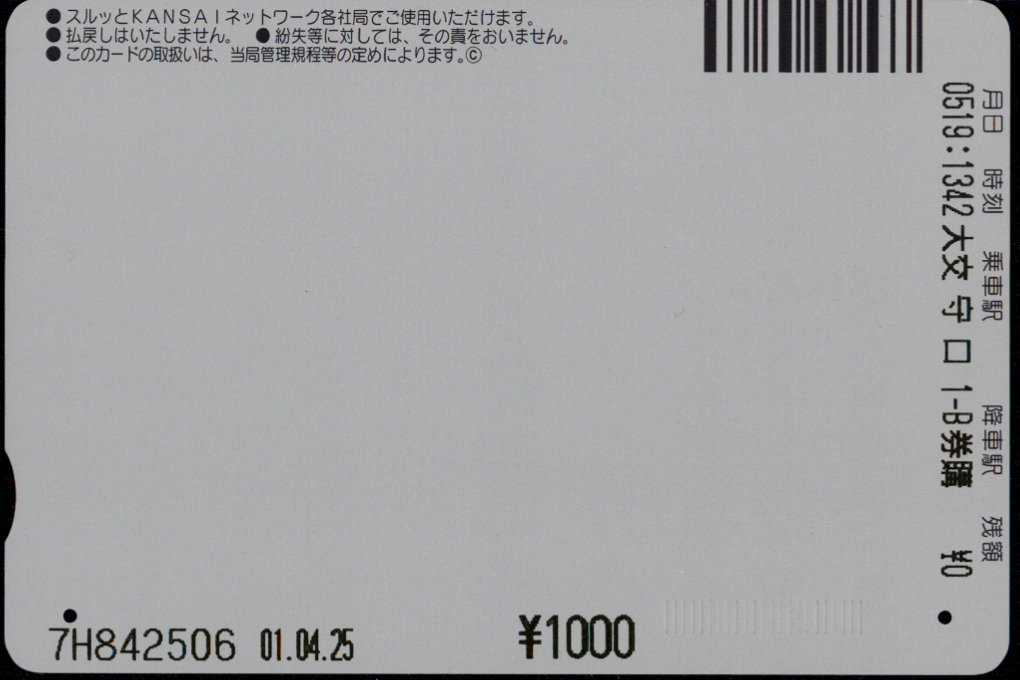 ●スルッとKANSAIネットワーク各社局でご使用いただけます。
●払戻しはいたしません。 ●紛失等に対しては、その責をおいません。
●このカードの取扱いは、当局管理規程等の定めによります。Ⓒ
月日 時刻 乗車駅 降車駅 残額
0519:1342大交 守 口 1-B券購 ¥0
7H842506 01.04.25 ¥1000